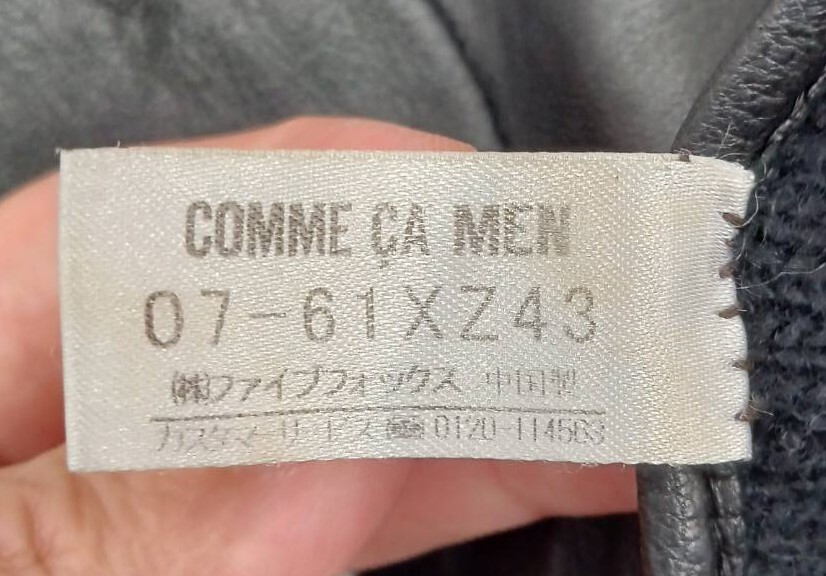 COMME ÇA MEN
07-61XZ43
㈱ファイブフォックス 中国製
カスタマーサービス 0120-114563